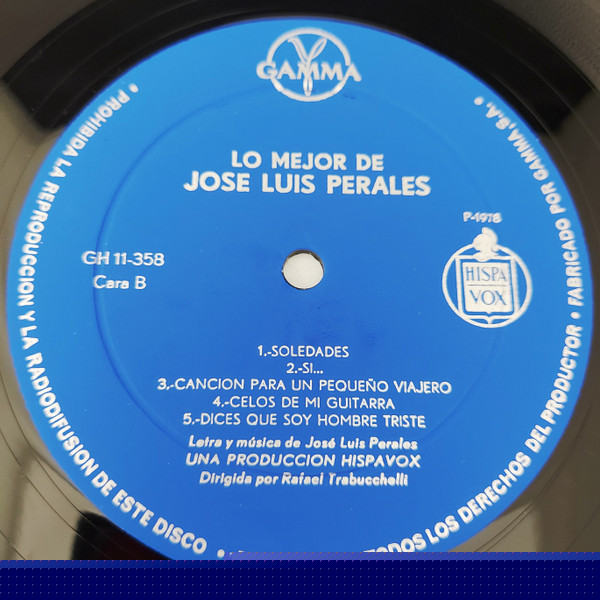 GAMMA
LO MEJOR DE
JOSE LUIS PERALES
P-1978
GH 11-358
Cara B
HISPA
VOX
1.-SOLEDADES
2.-SI...
3.-CANCION PARA UN PEQUEÑO VIAJERO
4.-CELOS DE MI GUITARRA
5.-DICES QUE SOY HOMBRE TRISTE
Letra y música de José Luis Perales
UNA PRODUCCION HISPAVOX
Dirigida por Rafael Trabucchelli
• PROHIBIDA LA REPRODUCCION Y LA RADIODIFUSION DE ESTE DISCO •
TODOS LOS DERECHOS DEL PRODUCTOR • FABRICADO POR GAMMA, S.A. •